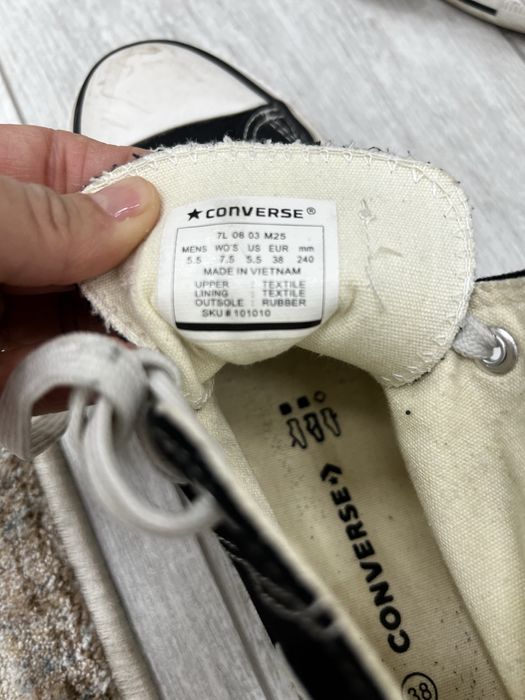 ★CONVERSE®
7L 08 03 M25
MENS WO'S US EUR mm
5.5 7.5 5.5 38 240
MADE IN VIETNAM
UPPER : TEXTILE
LINING : TEXTILE
OUTSOLE : RUBBER
SKU # 101010
CONVERSE
38